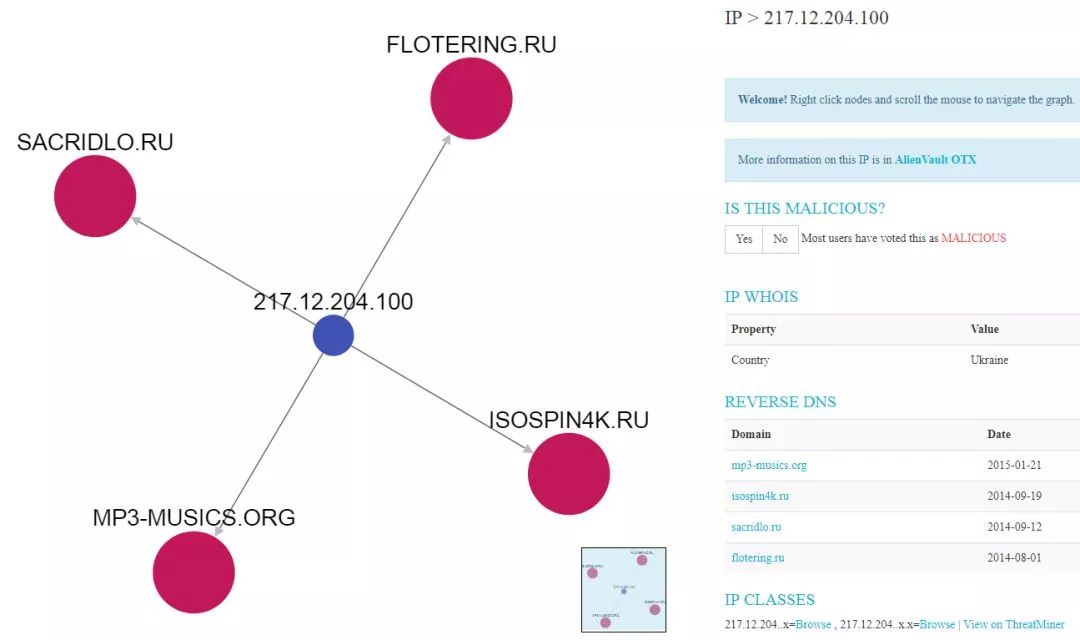 FLOTERING.RU
SACRIDLO.RU
217.12.204.100
ISOSPIN4K.RU
MP3-MUSICS.ORG
IP > 217.12.204.100
Welcome! Right click nodes and scroll the mouse to navigate the graph.
More information on this IP is in AlienVault OTX
IS THIS MALICIOUS?
Yes No Most users have voted this as MALICIOUS
IP WHOIS
Property Value
Country Ukraine
REVERSE DNS
Domain Date
mp3-musics.org 2015-01-21
isospin4k.ru 2014-09-19
sacridlo.ru 2014-09-12
flotering.ru 2014-08-01
IP CLASSES
217.12.204..x=Browse , 217.12.204..x.x=Browse | View on ThreatMiner